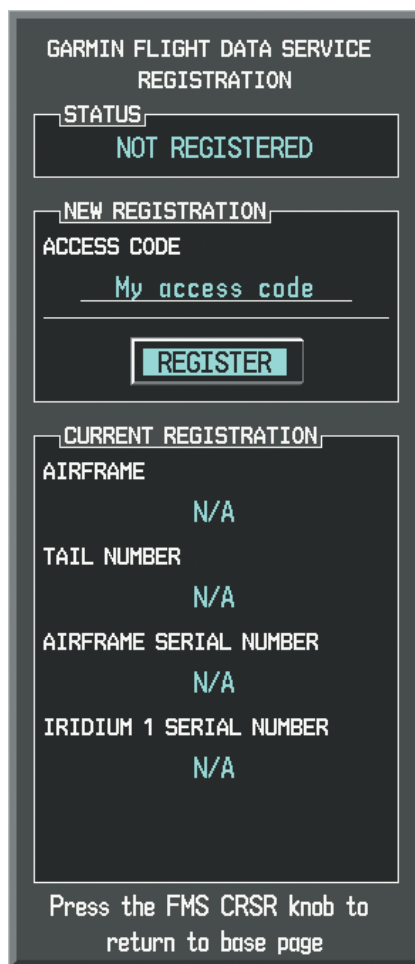 GARMIN FLIGHT DATA SERVICE
REGISTRATION
STATUS
NOT REGISTERED
NEW REGISTRATION
ACCESS CODE
My access code
REGISTER
CURRENT REGISTRATION
AIRFRAME
N/A
TAIL NUMBER
N/A
AIRFRAME SERIAL NUMBER
N/A
IRIDIUM 1 SERIAL NUMBER
N/A
Press the FMS CRSR knob to
return to base page